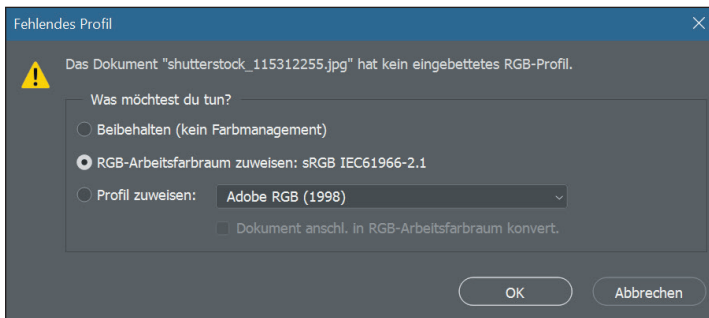 Fehlendes Profil
Das Dokument "shutterstock_115312255.jpg" hat kein eingebettetes RGB-Profil.
Was möchtest du tun?
Beibehalten (kein Farbmanagement)
RGB-Arbeitsfarbraum zuweisen: sRGB IEC61966-2.1
Profil zuweisen: Adobe RGB (1998)
Dokument anschl. in RGB-Arbeitsfarbraum konvert.
OK Abbrechen